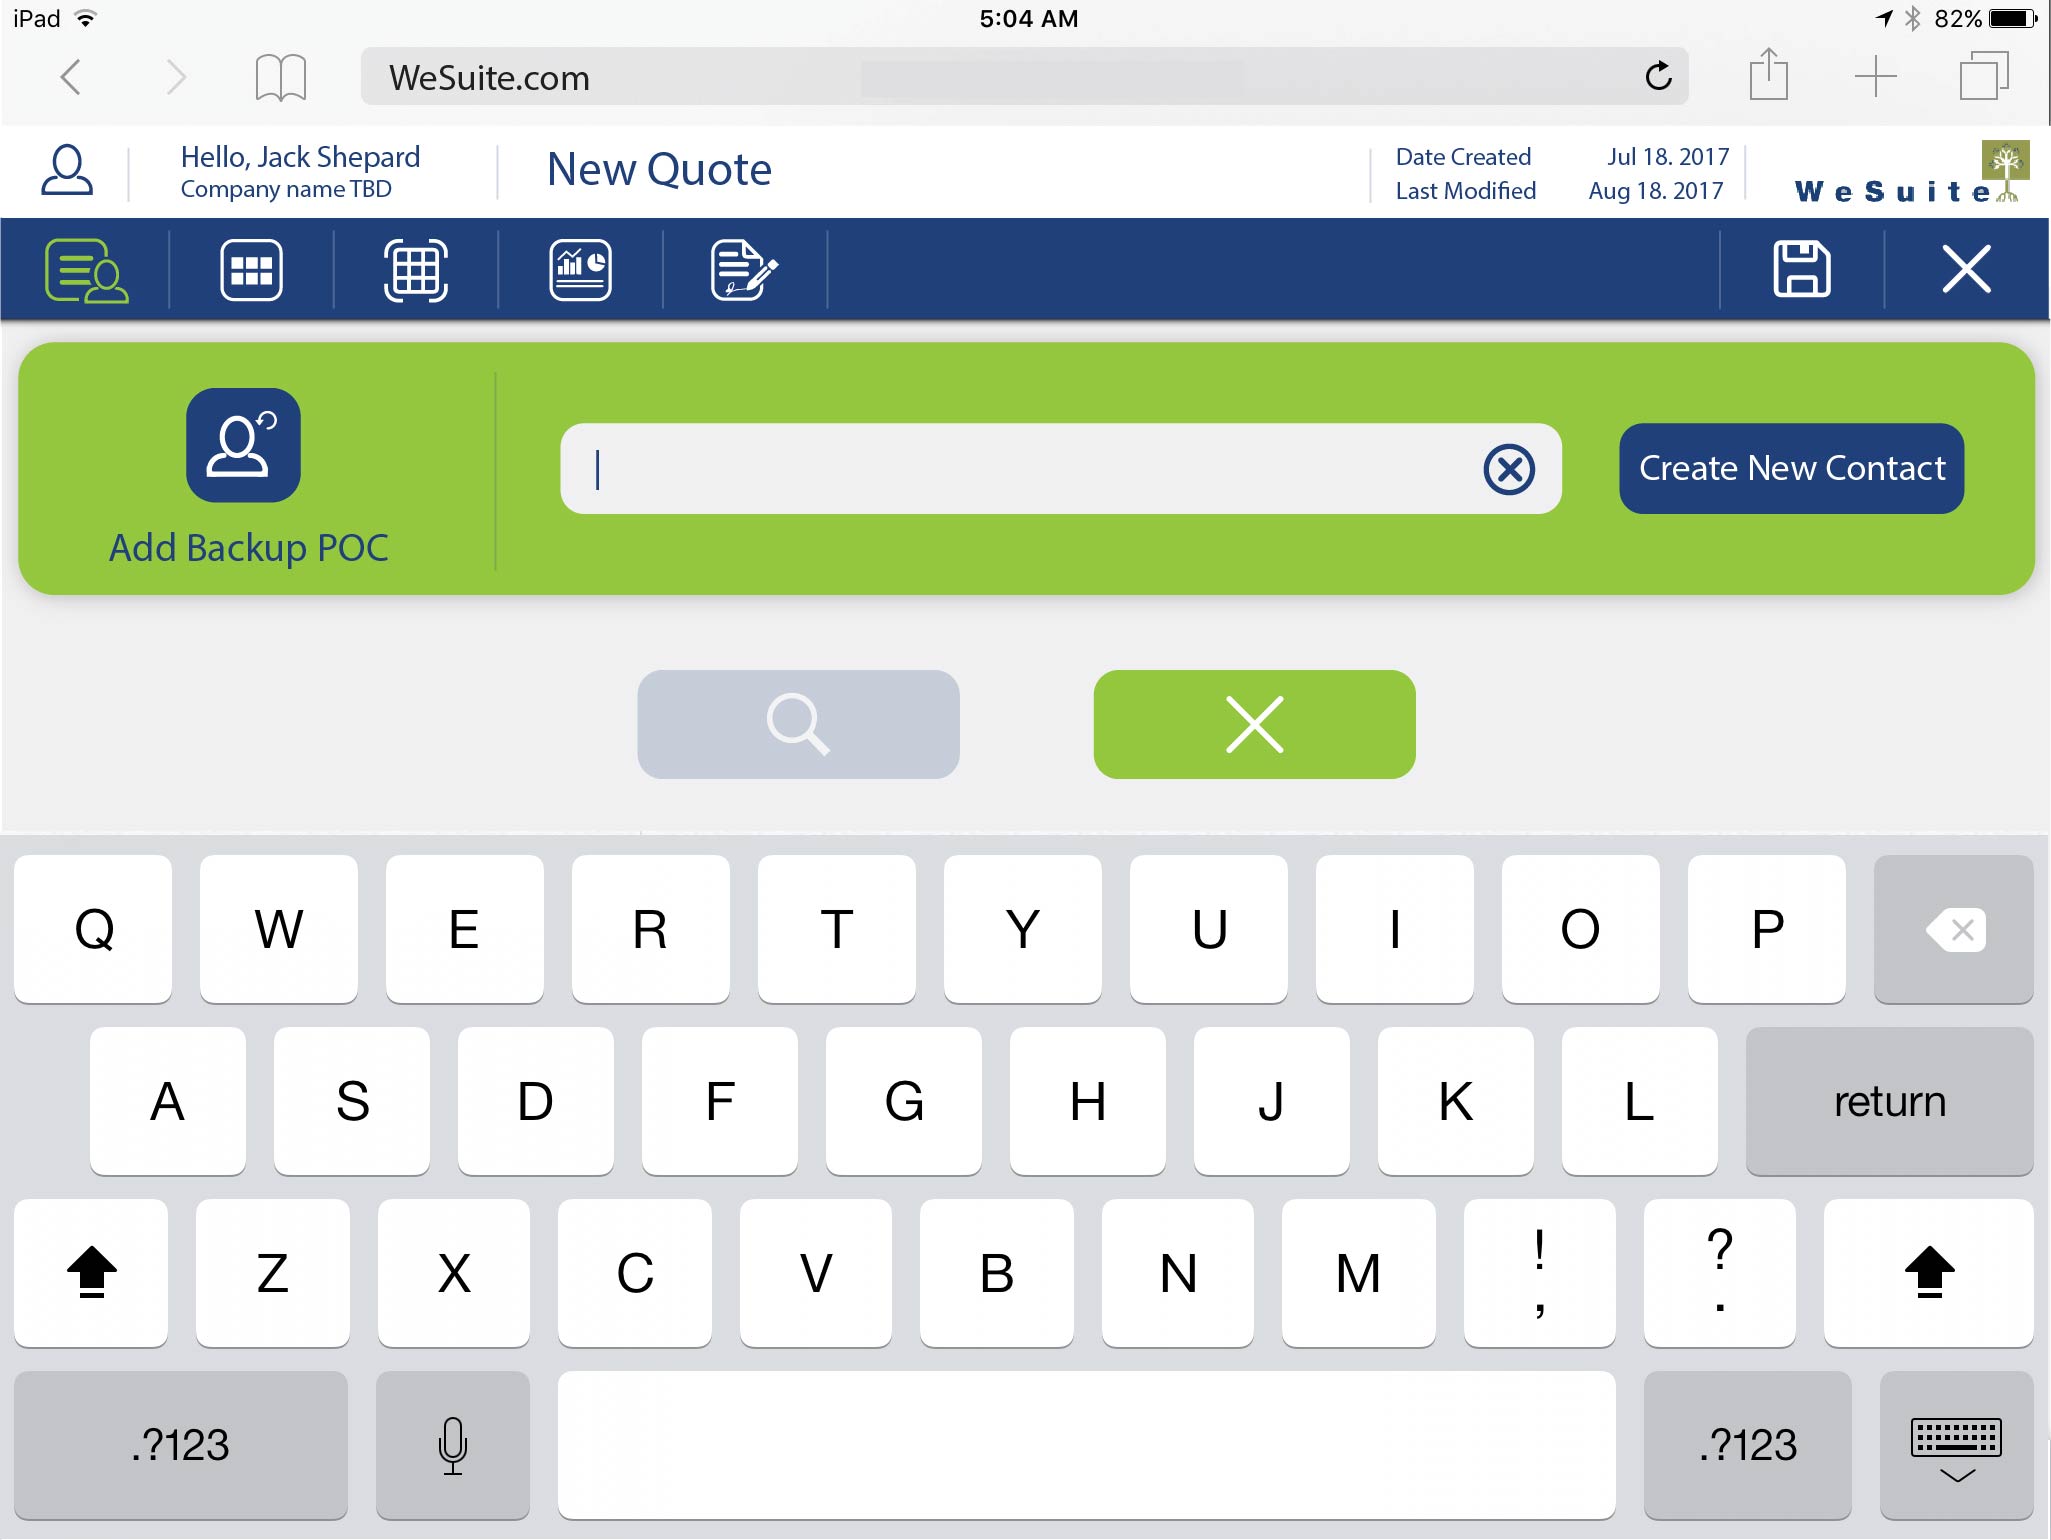 iPad 5:04 AM 82%
WeSuite.com
Hello, Jack Shepard
Company name TBD
New Quote
Date Created Jul 18. 2017
Last Modified Aug 18. 2017
WeSuite
Create New Contact
Add Backup POC
Q W E R T Y U I O P
A S D F G H J K L return
Z X C V B N M ! , ? .
.?123 .?123